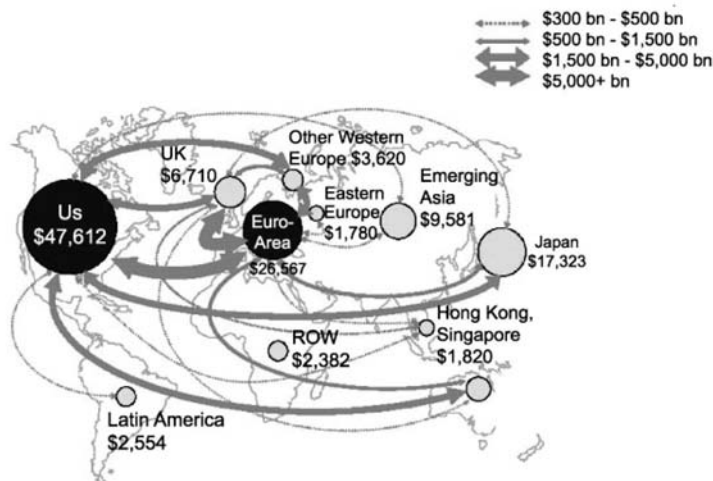 $300 bn - $500 bn
$500 bn - $1,500 bn
$1,500 bn - $5,000 bn
$5,000+ bn
UK
$6,710
Other Western
Europe $3,620
Emerging
Asia
$9,581
Us
$47,612
Euro-
Area
$26,567
Eastern
Europe
$1,780
Japan
$17,323
Hong Kong,
Singapore
$1,820
ROW
$2,382
Latin America
$2,554